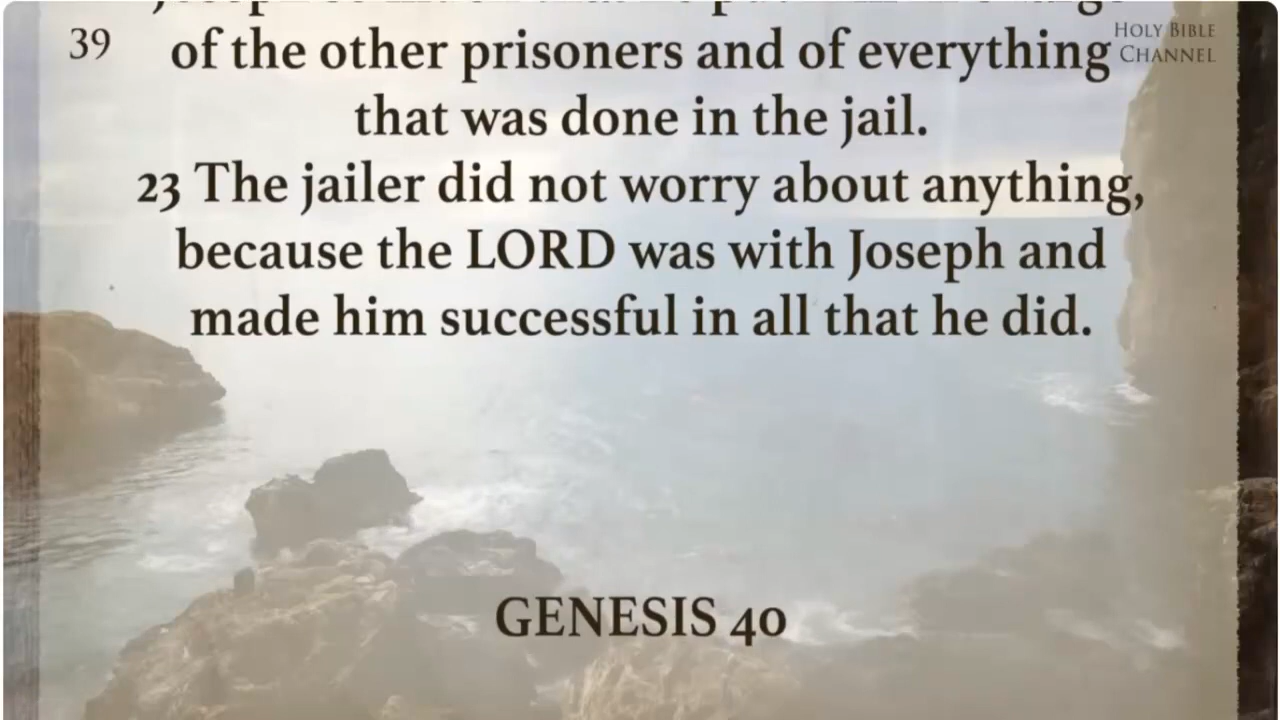 39
of the other prisoners and of everything
that was done in the jail.
23 The jailer did not worry about anything,
because the LORD was with Joseph and
made him successful in all that he did.
GENESIS 40
HOLY BIBLE
CHANNEL